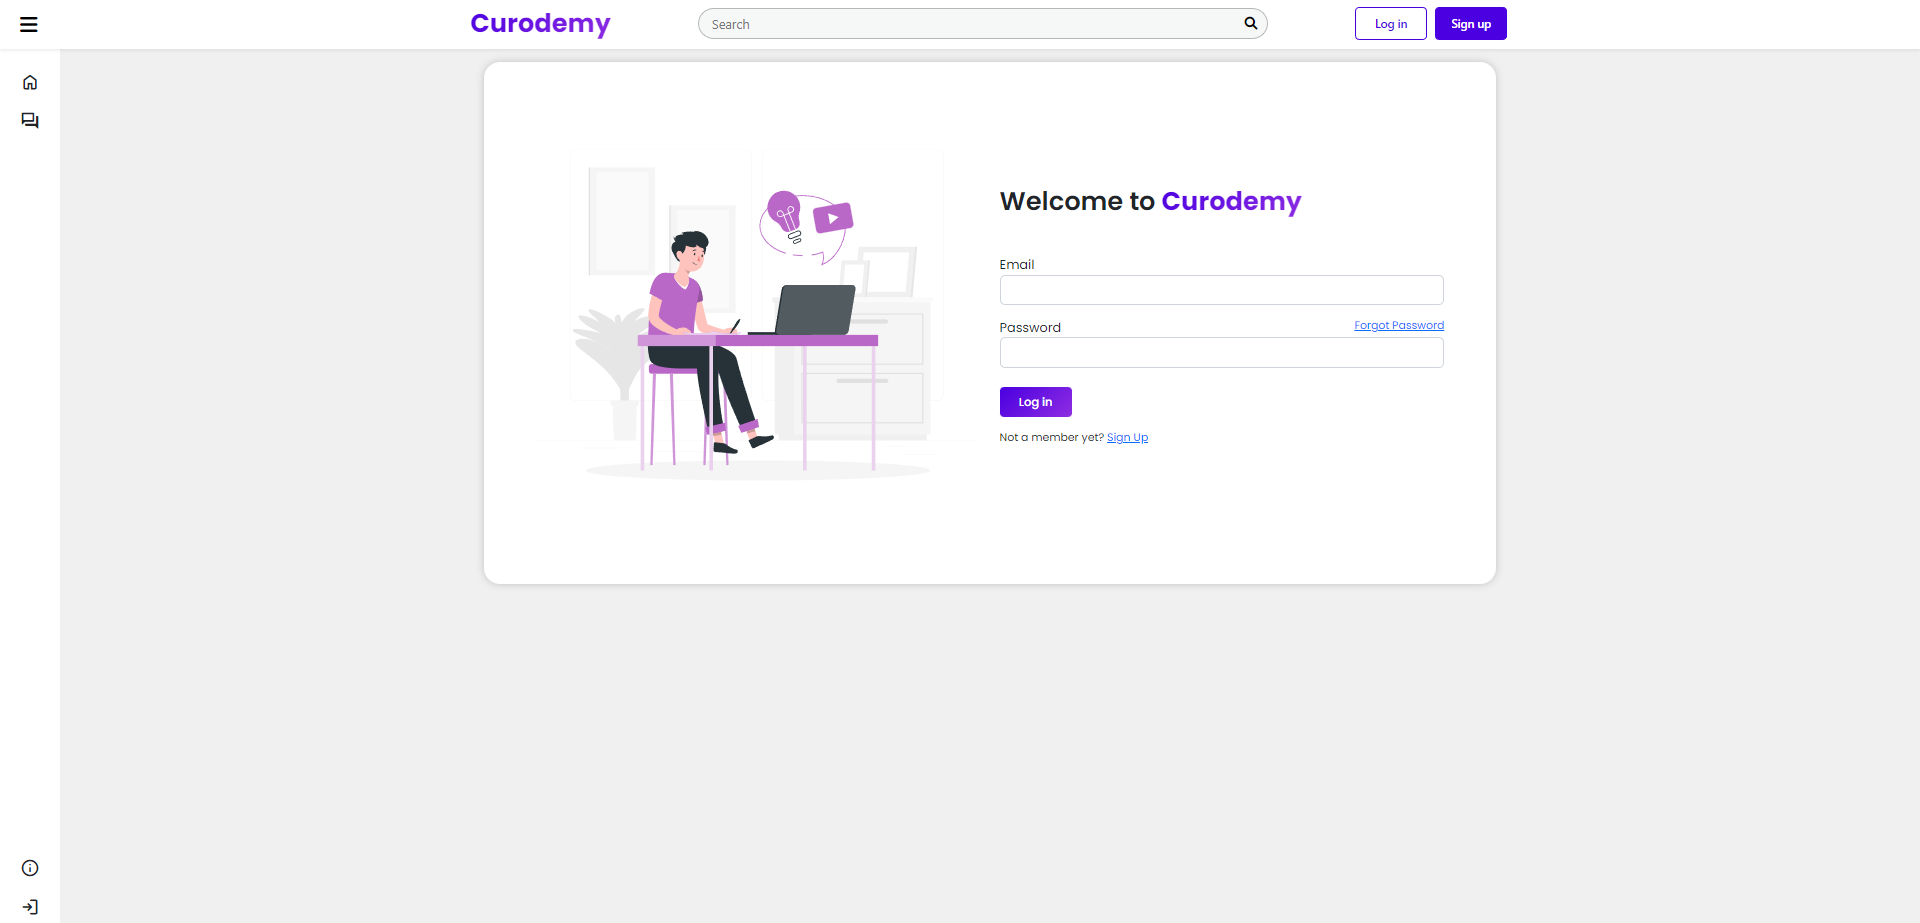 Curodemy
Search
Log in
Sign up
Welcome to Curodemy
Email
Password
Forgot Password
Log in
Not a member yet? Sign Up